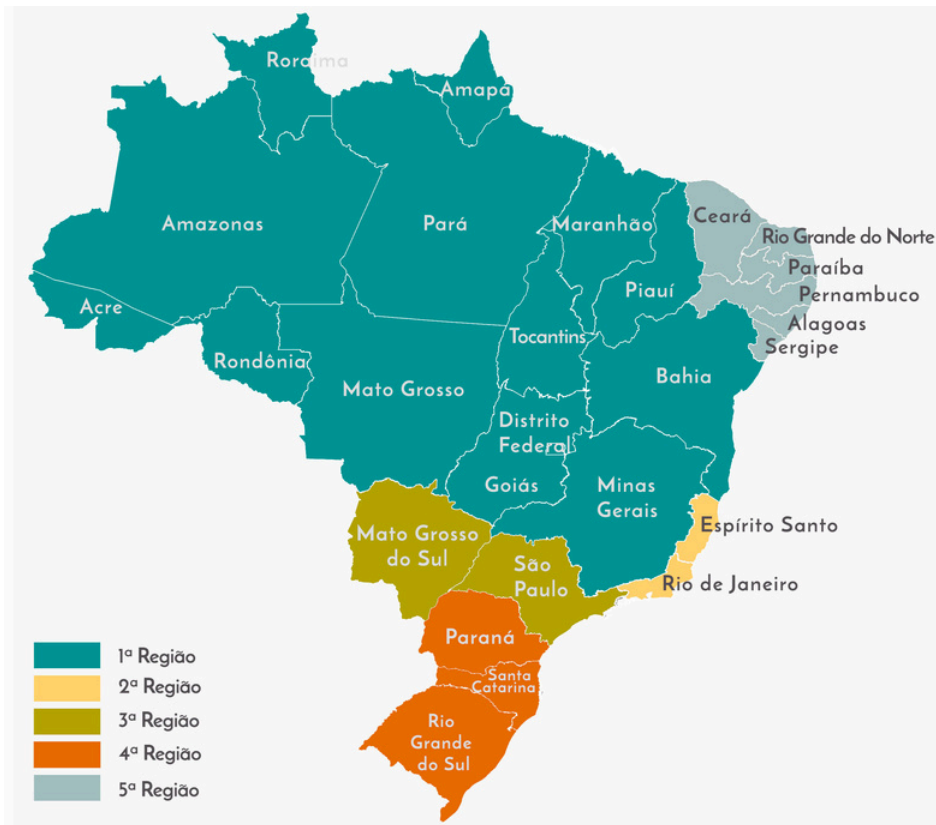 Roraima
Amapá
Amazonas
Pará
Maranhão
Ceará
Rio Grande do Norte
Paraíba
Piauí
Pernambuco
Acre
Alagoas
Tocantins
Sergipe
Rondônia
Mato Grosso
Bahia
Distrito
Federal
Goiás
Minas
Gerais
Espírito Santo
Mato Grosso
do Sul
São
Paulo
Rio de Janeiro
Paraná
Santa
Catarina
Rio
Grande
do Sul
1ª Região
2ª Região
3ª Região
4ª Região
5ª Região